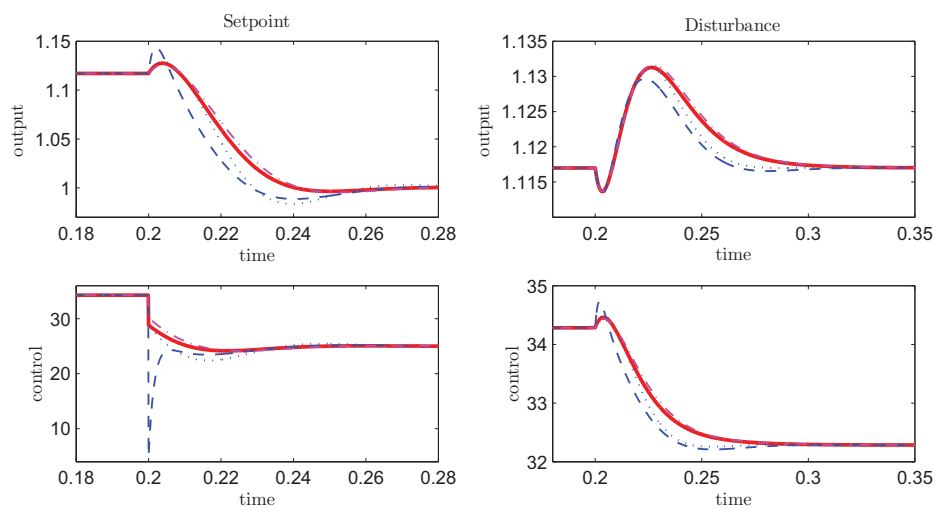 Setpoint
1.15
1.1
1.05
1
output
0.18 0.2 0.22 0.24 0.26 0.28
time
Disturbance
1.135
1.13
1.125
1.12
1.115
output
0.2 0.25 0.3 0.35
time
30
20
10
control
0.18 0.2 0.22 0.24 0.26 0.28
time
35
34
33
32
control
0.2 0.25 0.3 0.35
time